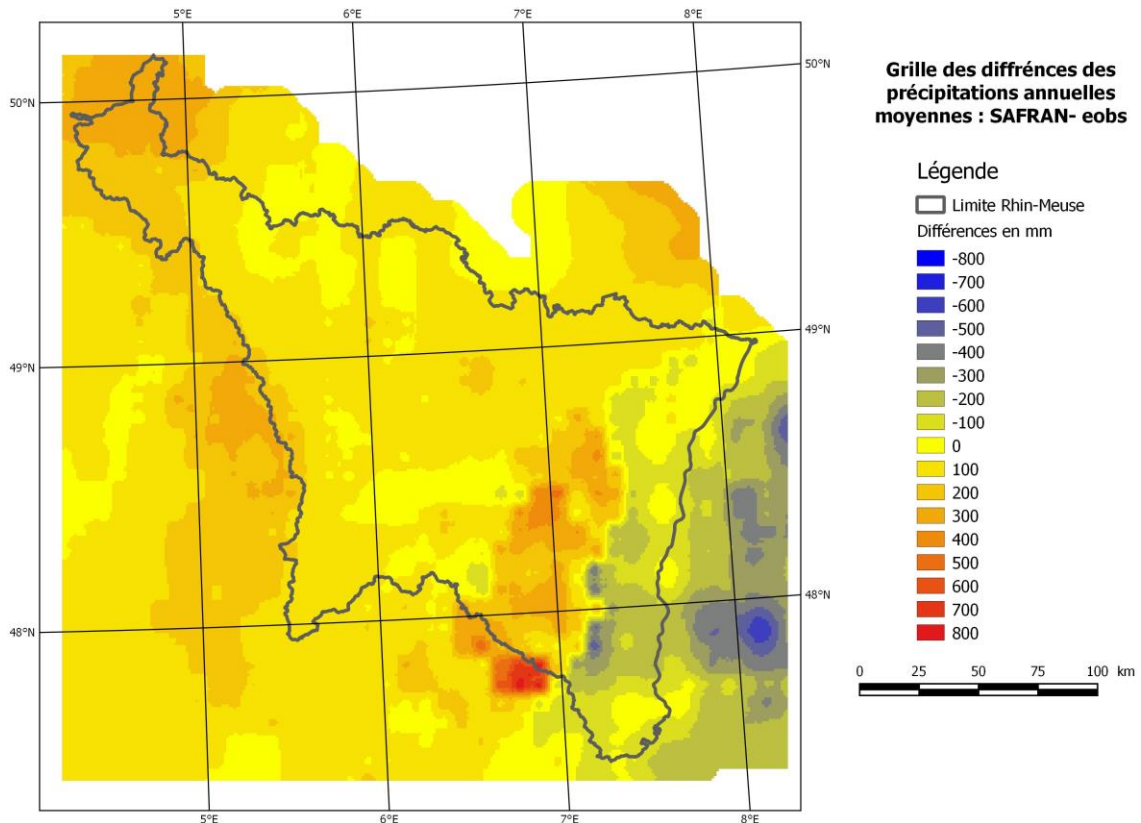 5°E 6°E 7°E 8°E
50°N
50°N
49°N
49°N
48°N
48°N
5°E 6°E 7°E 8°E
Grille des diffrénces des
précipitations annuelles
moyennes : SAFRAN- eobs
Légende
Limite Rhin-Meuse
Différences en mm
-800
-700
-600
-500
-400
-300
-200
-100
0
100
200
300
400
500
600
700
800
0 25 50 75 100 km